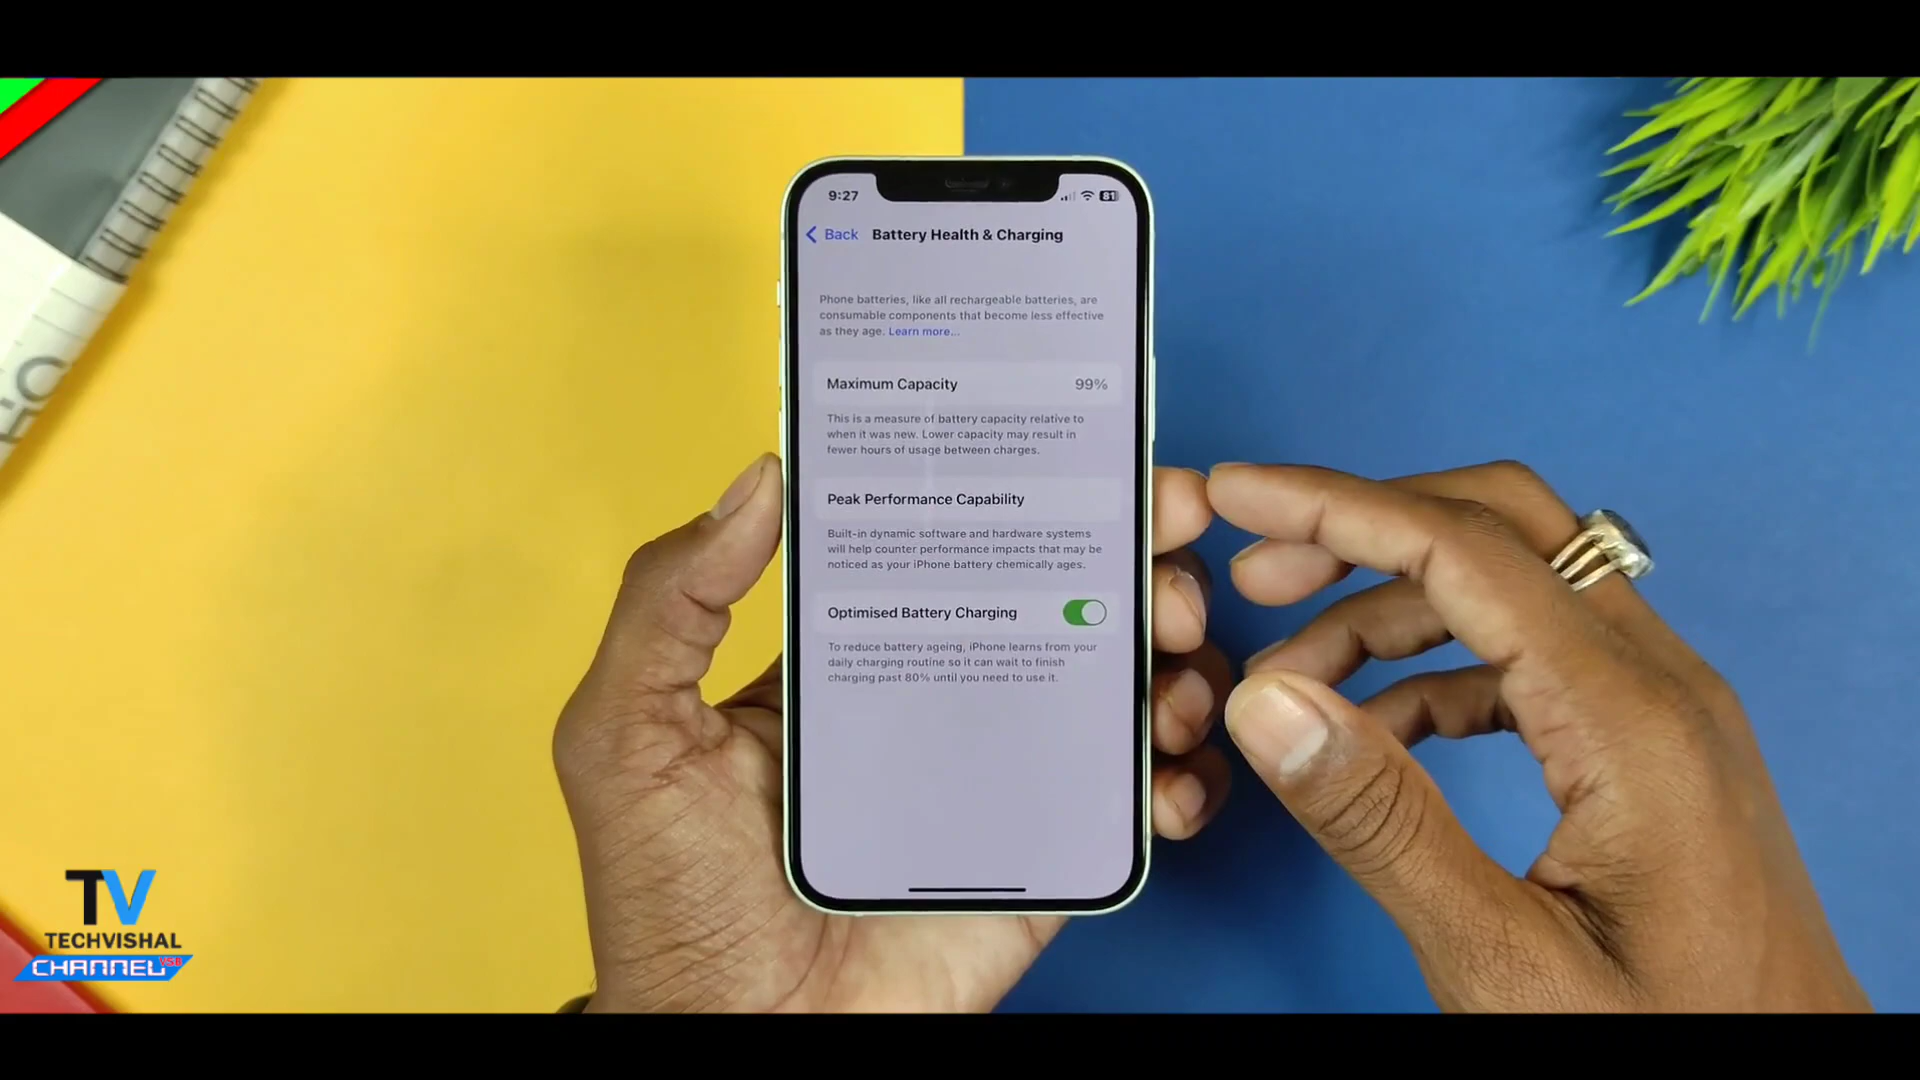 9:27
81
Back
Battery Health & Charging
Phone batteries, like all rechargeable batteries, are
consumable components that become less effective
as they age. Learn more...
Maximum Capacity 99%
This is a measure of battery capacity relative to
when it was new. Lower capacity may result in
fewer hours of usage between charges.
Peak Performance Capability
Built-in dynamic software and hardware systems
will help counter performance impacts that may be
noticed as your iPhone battery chemically ages.
Optimised Battery Charging
To reduce battery ageing, iPhone learns from your
daily charging routine so it can wait to finish
charging past 80% until you need to use it.
TV
TECHVISHAL
CHANNEL VSB